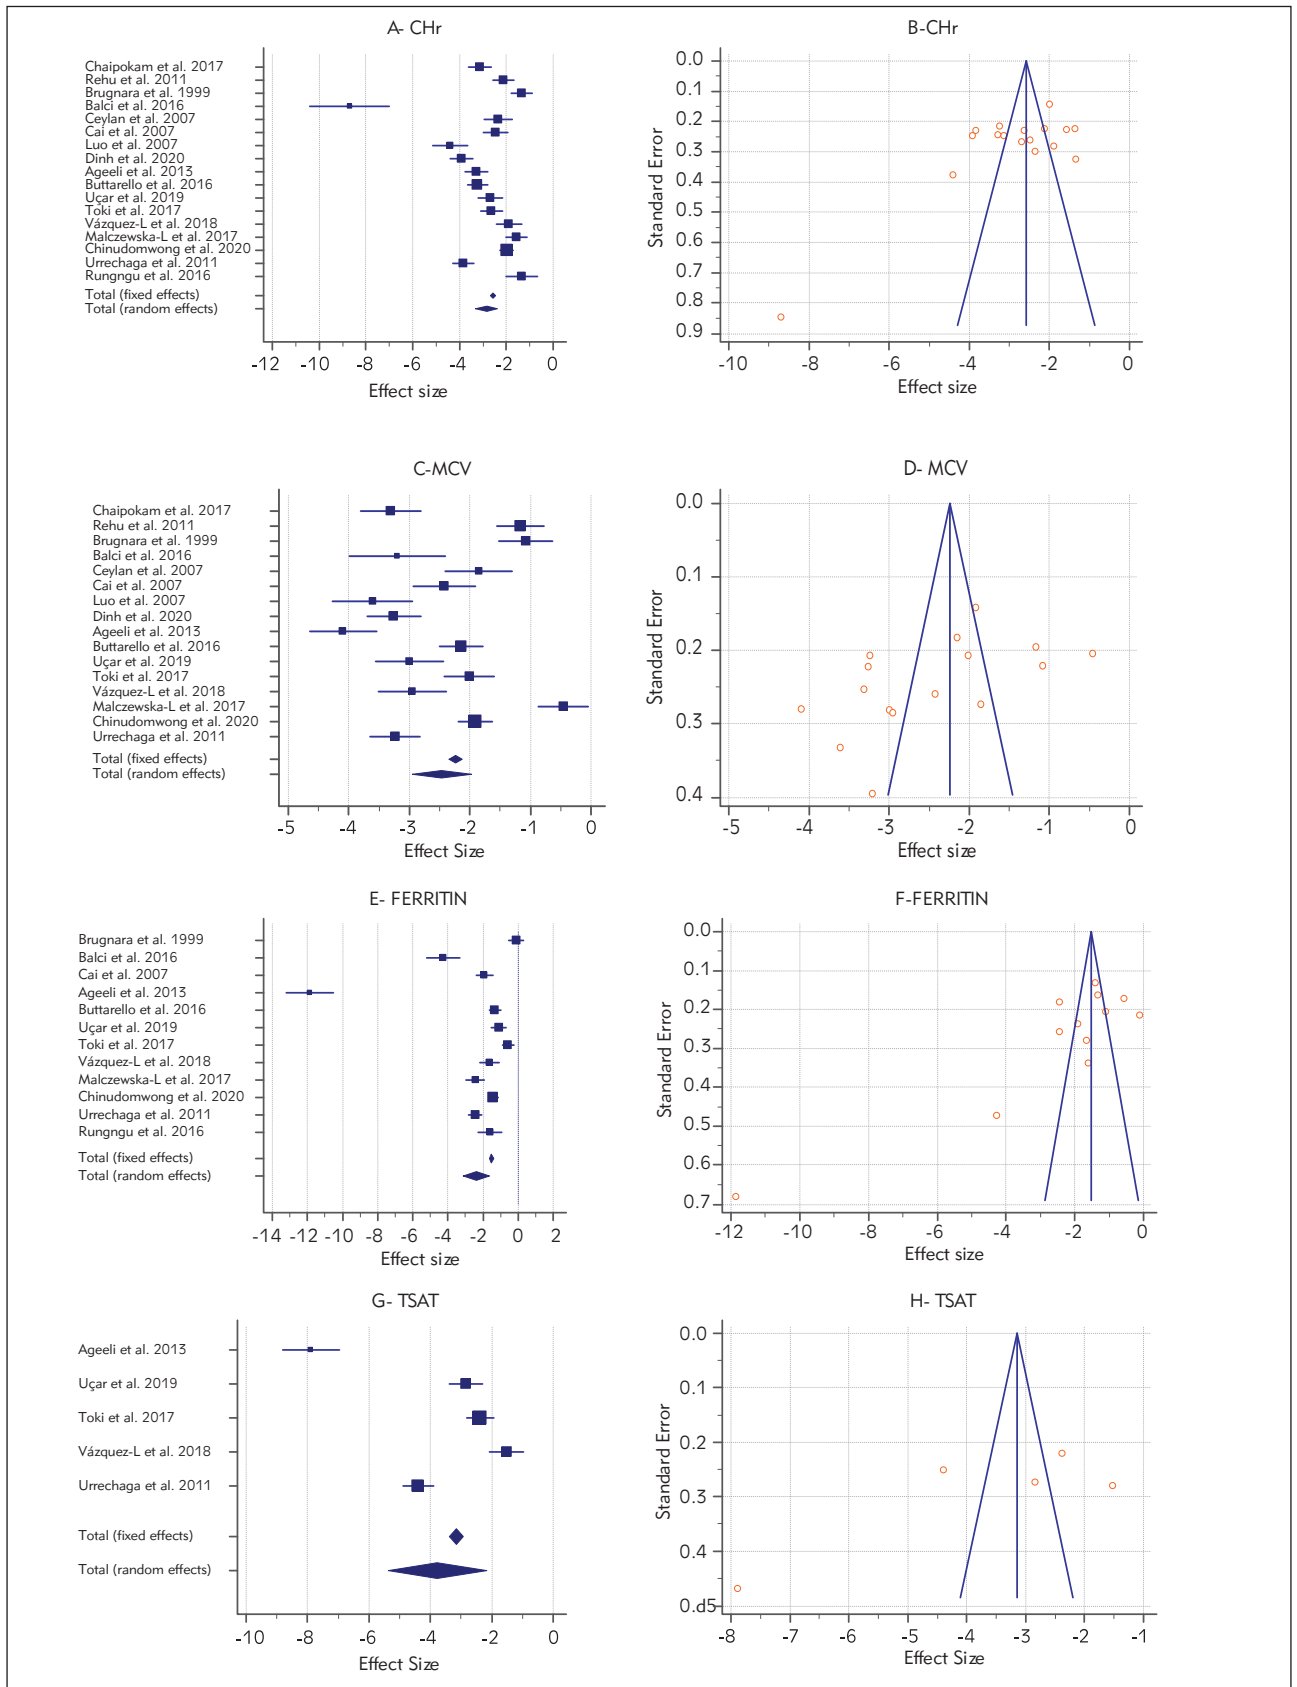 A- CHr
Chaipokam et al. 2017
Rehu et al. 2011
Brugnara et al. 1999
Balci et al. 2016
Ceylan et al. 2007
Cai et al. 2007
Luo et al. 2007
Dinh et al. 2020
Ageeli et al. 2013
Buttarello et al. 2016
Uçar et al. 2019
Toki et al. 2017
Vázquez-L et al. 2018
Malczewska-L et al. 2017
Chinudomwong et al. 2020
Urrechaga et al. 2011
Rungngu et al. 2016
Total (fixed effects)
Total (random effects)
-12 -10 -8 -6 -4 -2 0
Effect size
B-CHr
Standard Error
0.0
0.1
0.2
0.3
0.4
0.5
0.6
0.7
0.8
0.9
-10 -8 -6 -4 -2 0
Effect size
C-MCV
Chaipokam et al. 2017
Rehu et al. 2011
Brugnara et al. 1999
Balci et al. 2016
Ceylan et al. 2007
Cai et al. 2007
Luo et al. 2007
Dinh et al. 2020
Ageeli et al. 2013
Buttarello et al. 2016
Uçar et al. 2019
Toki et al. 2017
Vázquez-L et al. 2018
Malczewska-L et al. 2017
Chinudomwong et al. 2020
Urrechaga et al. 2011
Total (fixed effects)
Total (random effects)
-5 -4 -3 -2 -1 0
Effect Size
D- MCV
Standard Error
0.0
0.1
0.2
0.3
0.4
-5 -4 -3 -2 -1 0
Effect size
E- FERRITIN
Brugnara et al. 1999
Balci et al. 2016
Cai et al. 2007
Ageeli et al. 2013
Buttarello et al. 2016
Uçar et al. 2019
Toki et al. 2017
Vázquez-L et al. 2018
Malczewska-L et al. 2017
Chinudomwong et al. 2020
Urrechaga et al. 2011
Rungngu et al. 2016
Total (fixed effects)
Total (random effects)
-14 -12 -10 -8 -6 -4 -2 0 2
Effect size
F-FERRITIN
Standard Error
0.0
0.1
0.2
0.3
0.4
0.5
0.6
0.7
-12 -10 -8 -6 -4 -2 0
Effect size
G- TSAT
Ageeli et al. 2013
Uçar et al. 2019
Toki et al. 2017
Vázquez-L et al. 2018
Urrechaga et al. 2011
Total (fixed effects)
Total (random effects)
-10 -8 -6 -4 -2 0
Effect Size
H- TSAT
Standard Error
0.0
0.1
0.2
0.3
0.4
0.d5
-8 -7 -6 -5 -4 -3 -2 -1
Effect Size